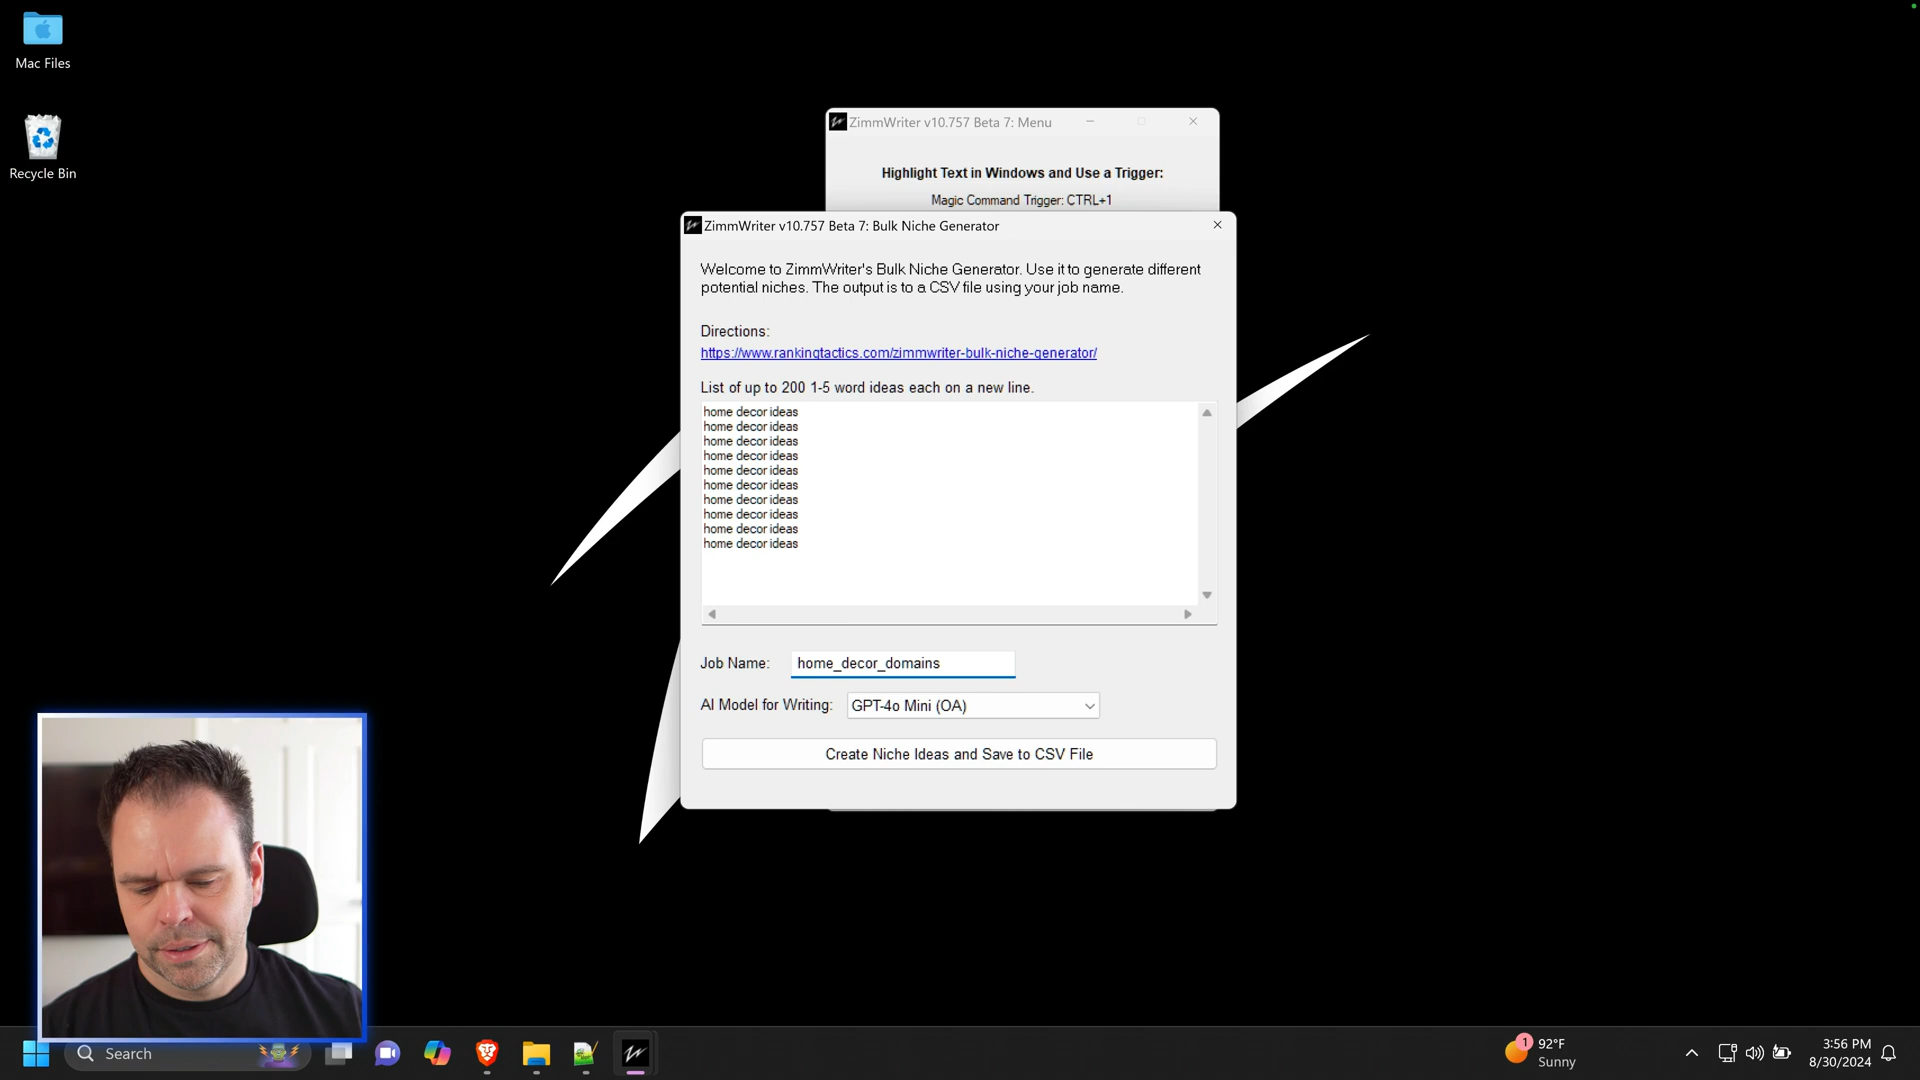 Mac Files
Recycle Bin
ZimmWriter v10.757 Beta 7: Menu
Highlight Text in Windows and Use a Trigger:
Magic Command Trigger: CTRL+1
ZimmWriter v10.757 Beta 7: Bulk Niche Generator
Welcome to ZimmWriter's Bulk Niche Generator. Use it to generate different
potential niches. The output is to a CSV file using your job name.
Directions:
https://www.rankingtactics.com/zimmwriter-bulk-niche-generator/
List of up to 200 1-5 word ideas each on a new line.
home decor ideas
home decor ideas
home decor ideas
home decor ideas
home decor ideas
home decor ideas
home decor ideas
home decor ideas
home decor ideas
home decor ideas
Job Name: home_decor_domains
AI Model for Writing: GPT-4o Mini (OA)
Create Niche Ideas and Save to CSV File
Search
1
92°F
Sunny
3:56 PM
8/30/2024